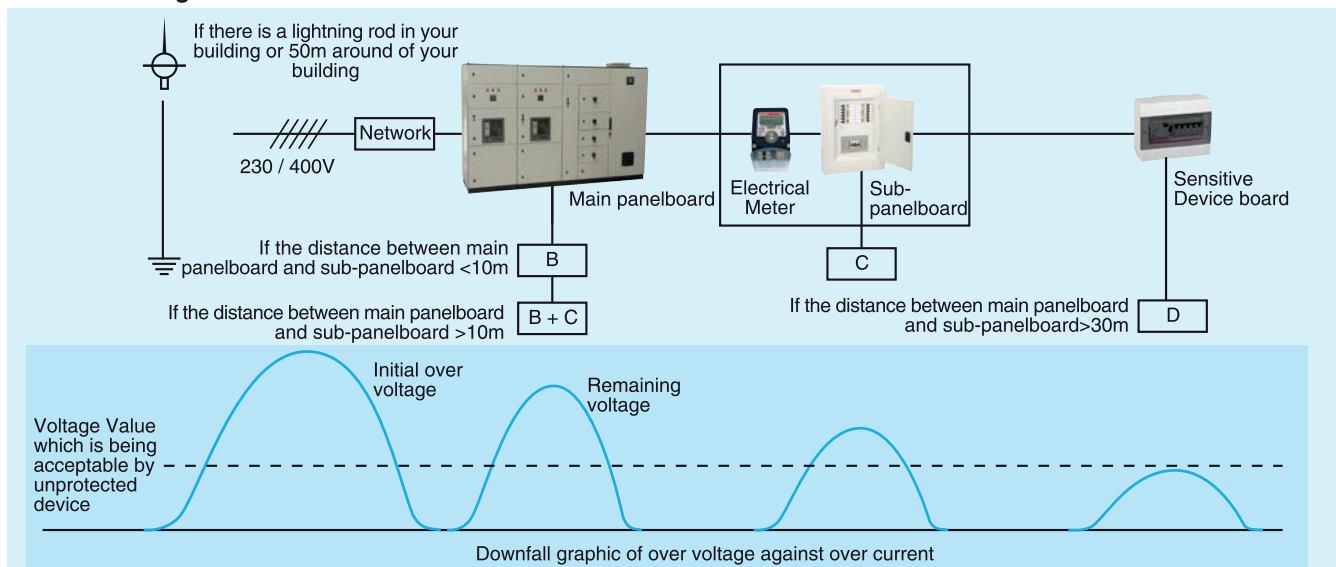 If there is a lightning rod in your
building or 50m around of your
building
Network
230 / 400V
Main panelboard
Electrical
Meter
Sub-
panelboard
Sensitive
Device board
If the distance between main
panelboard and sub-panelboard <10m
B
C
If the distance between main panelboard
and sub-panelboard >10m
B + C
If the distance between main panelboard
and sub-panelboard>30m
D
Initial over
voltage
Remaining
voltage
Voltage Value
which is being
acceptable by
unprotected
device
Downfall graphic of over voltage against over current